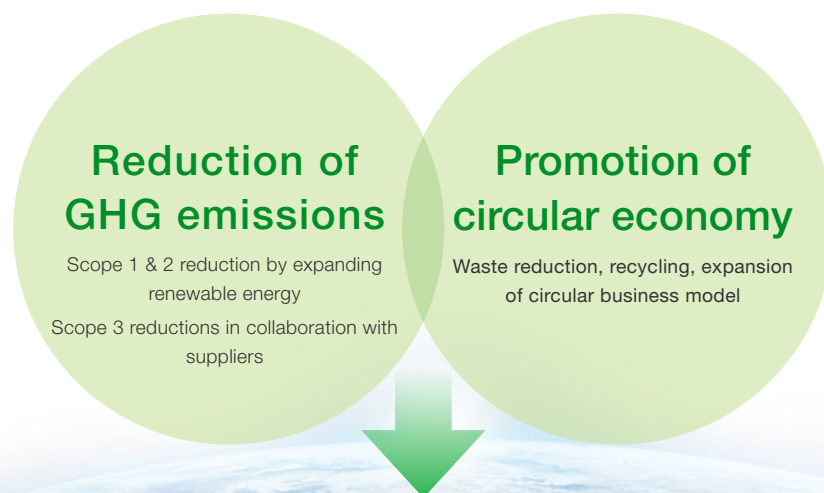 Reduction of
GHG emissions
Scope 1 & 2 reduction by expanding
renewable energy
Scope 3 reductions in collaboration with
suppliers
Promotion of
circular economy
Waste reduction, recycling, expansion
of circular business model